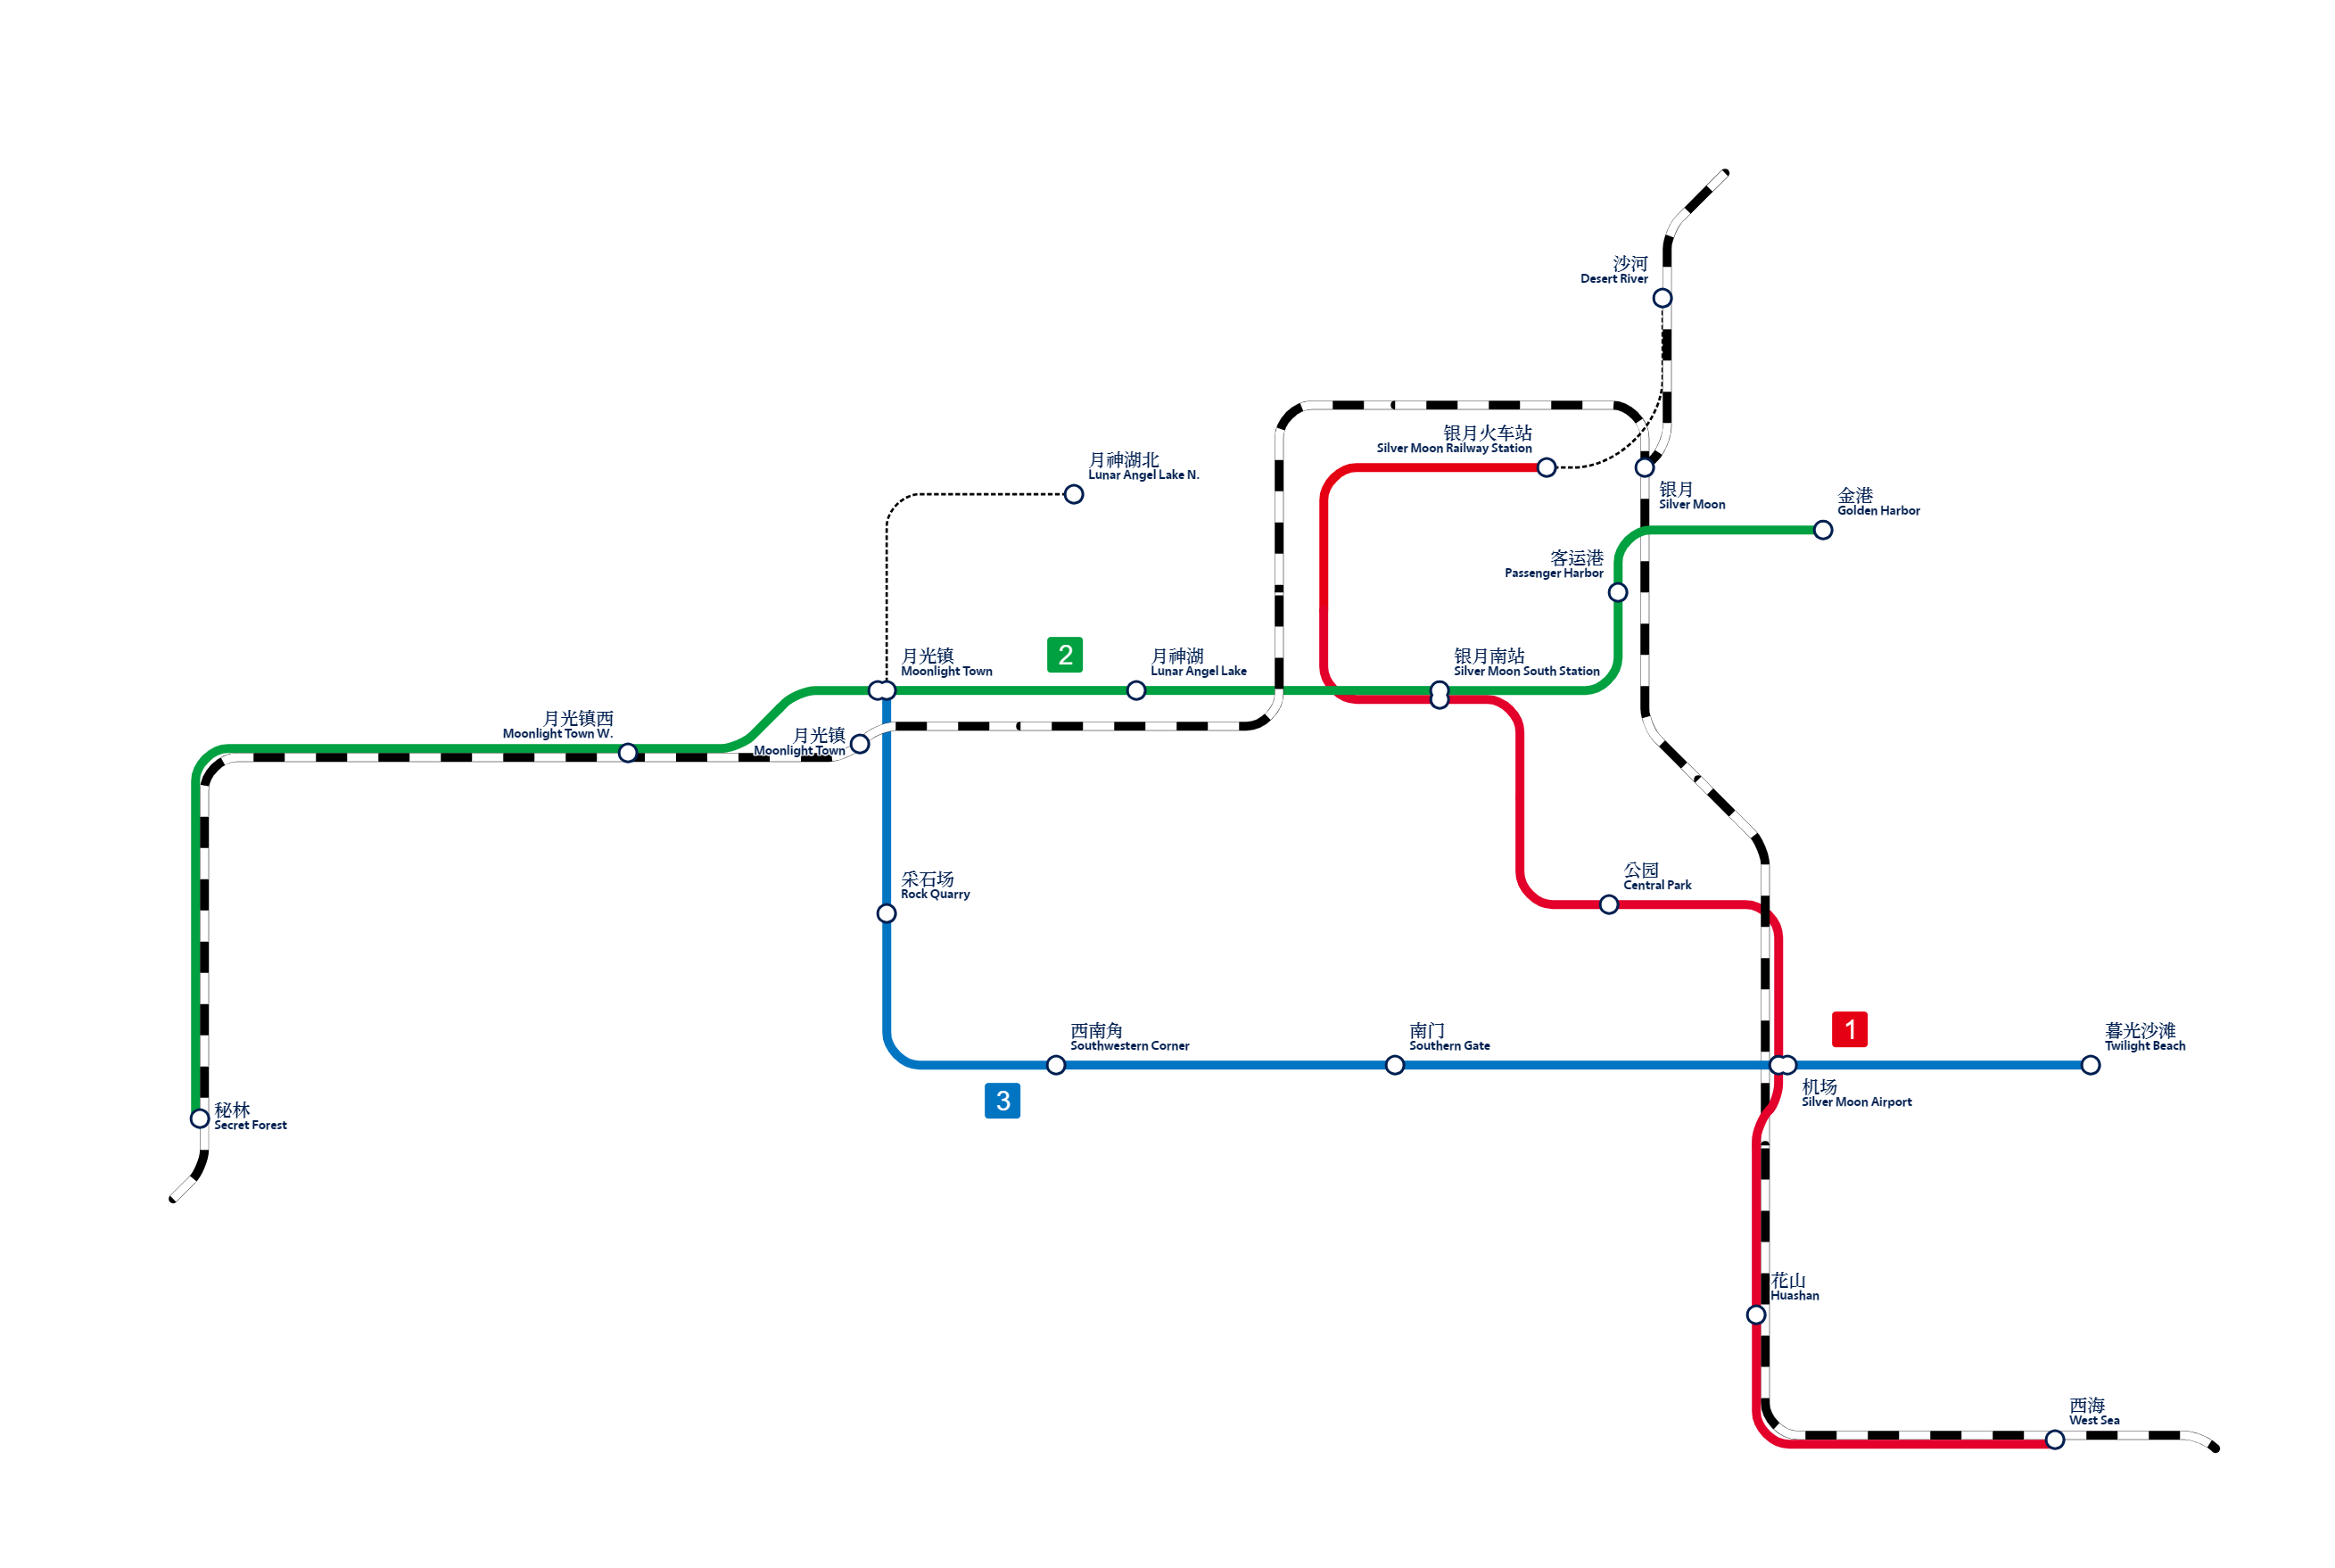 沙河
Desert River
银月火车站
Silver Moon Railway Station
月神湖北
Lunar Angel Lake N.
银月
Silver Moon
金港
Golden Harbor
客运港
Passenger Harbor
2
月光镇
Moonlight Town
月神湖
Lunar Angel Lake
银月南站
Silver Moon South Station
月光镇西
Moonlight Town W.
月光镇
Moonlight Town
采石场
Rock Quarry
公园
Central Park
西南角
Southwestern Corner
南门
Southern Gate
1
暮光沙滩
Twilight Beach
3
机场
Silver Moon Airport
秘林
Secret Forest
花山
Huashan
西海
West Sea